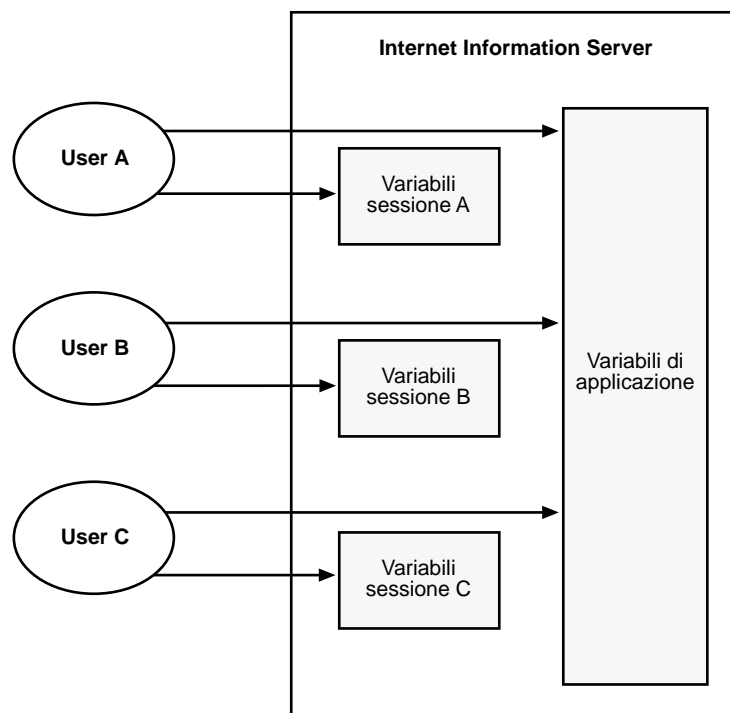 Internet Information Server
User A
Variabili
sessione A
User B
Variabili
sessione B
Variabili di
applicazione
User C
Variabili
sessione C